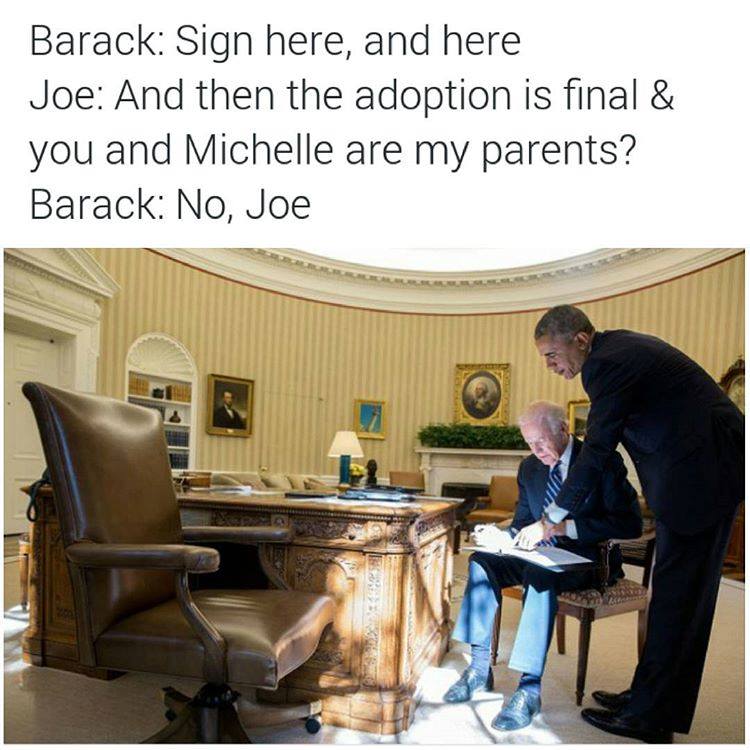 Barack: Sign here, and here
Joe: And then the adoption is final &
you and Michelle are my parents?
Barack: No, Joe